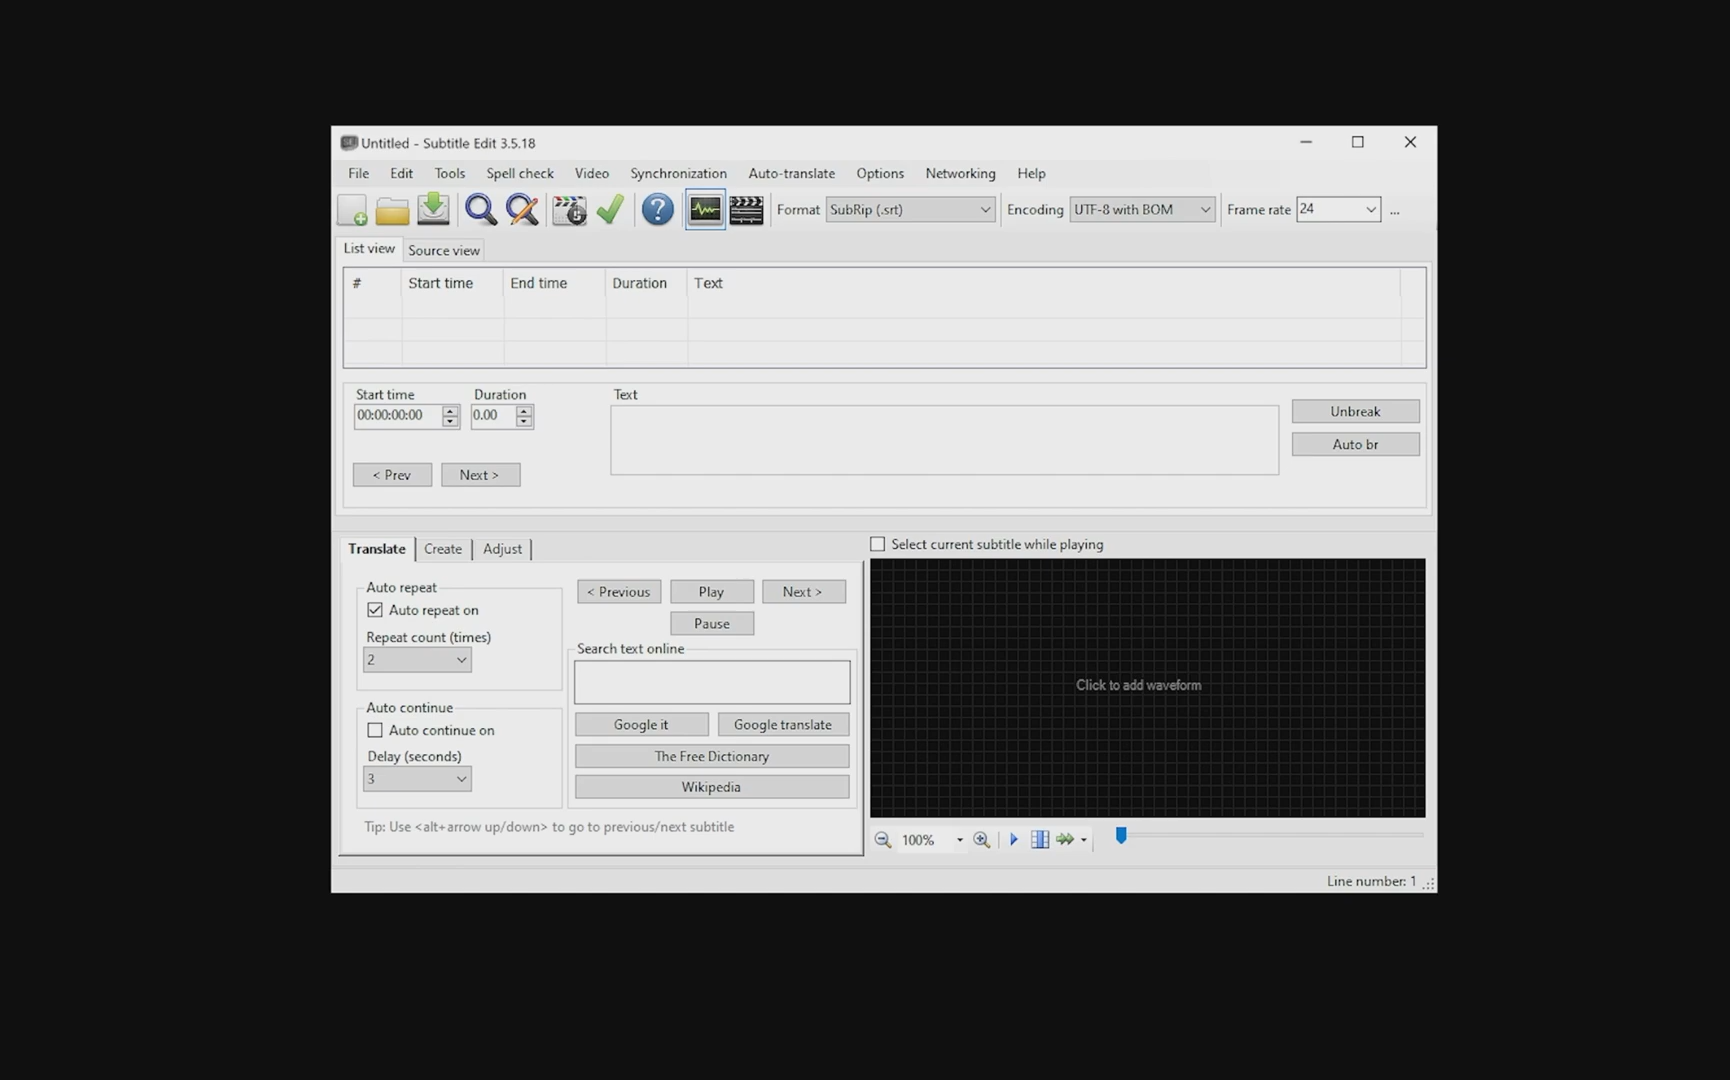 Untitled - Subtitle Edit 3.5.18
File Edit Tools Spell check Video Synchronization Auto-translate Options Networking Help
Format SubRip (.srt) Encoding UTF-8 with BOM Frame rate 24 ...
List view Source view
# Start time End time Duration Text
Start time Duration Text
00:00:00:00 0.00
Unbreak
Auto br
< Prev Next >
Translate Create Adjust
Auto repeat
Auto repeat on
Repeat count (times)
2
Auto continue
Auto continue on
Delay (seconds)
3
< Previous Play Next >
Pause
Search text online
Google it Google translate
The Free Dictionary
Wikipedia
Tip: Use <alt+arrow up/down> to go to previous/next subtitle
Select current subtitle while playing
Click to add waveform
100%
Line number: 1